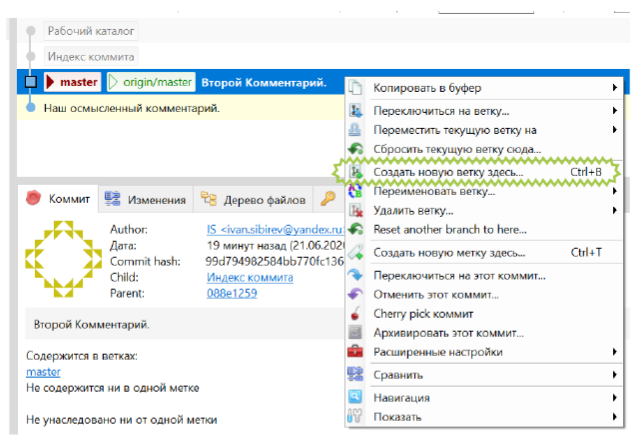 Рабочий каталог
Индекс коммита
master origin/master Второй Комментарий.
Наш осмысленный комментарий.
Копировать в буфер
Переключиться на ветку...
Переместить текущую ветку на
Сбросить текущую ветку сюда...
Создать новую ветку здесь... Ctrl+B
Переименовать ветку...
Удалить ветку...
Reset another branch to here...
Создать новую метку здесь... Ctrl+T
Переключиться на этот коммит...
Отменить этот коммит...
Cherry pick коммит
Архивировать этот коммит...
Расширенные настройки
Сравнить
Навигация
Показать
Коммит Изменения Дерево файлов
Author: IS <ivan.sibirev@yandex.ru
Дата: 19 минут назад (21.06.202
Commit hash: 99d794982584bb770fc136
Child: Индекс коммита
Parent: 088e1259
Второй Комментарий.
Содержится в ветках:
master
Не содержится ни в одной метке
Не унаследовано ни от одной метки